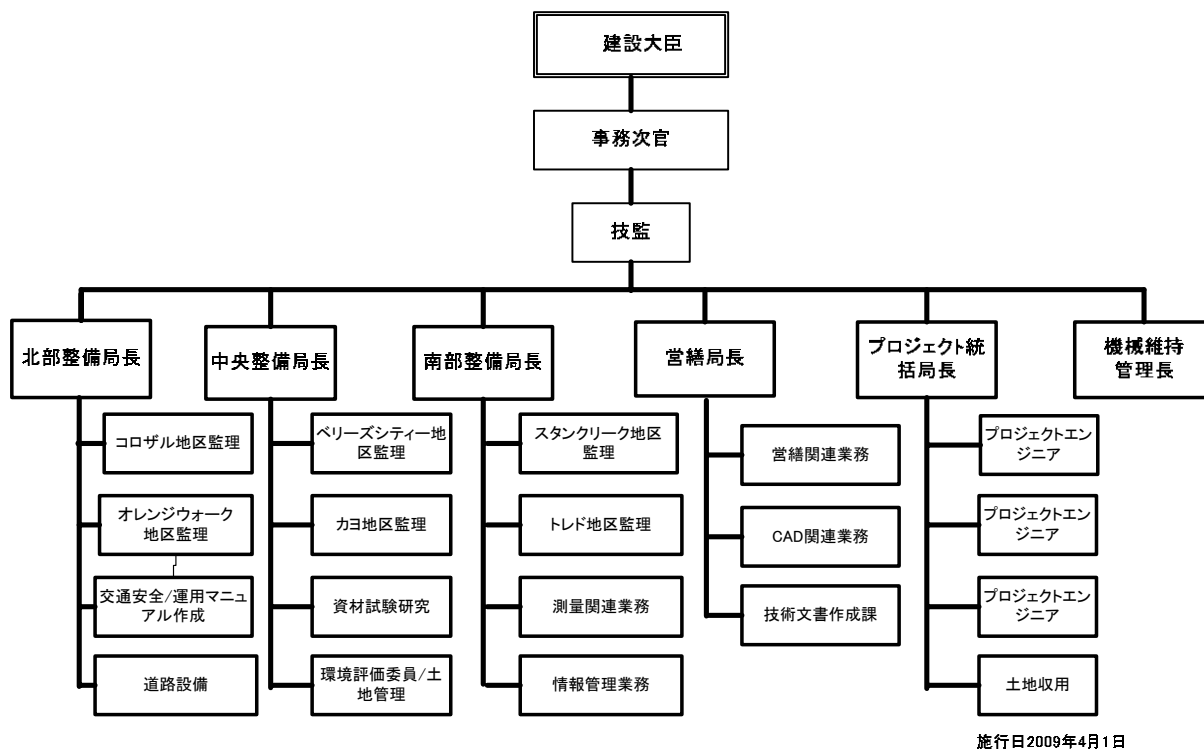 建設大臣
事務次官
技監
北部整備局長
中央整備局長
南部整備局長
営繕局長
プロジェクト統
括局長
機械維持
管理長
コロザル地区監理
オレンジウォーク
地区監理
交通安全/運用マニュ
アル作成
道路設備
ベリーズシティー地
区監理
カヨ地区監理
資材試験研究
環境評価委員/土
地管理
スタンクリーク地区
監理
トレド地区監理
測量関連業務
情報管理業務
営繕関連業務
CAD関連業務
技術文書作成課
プロジェクトエン
ジニア
プロジェクトエン
ジニア
プロジェクトエン
ジニア
土地収用
施行日2009年4月1日